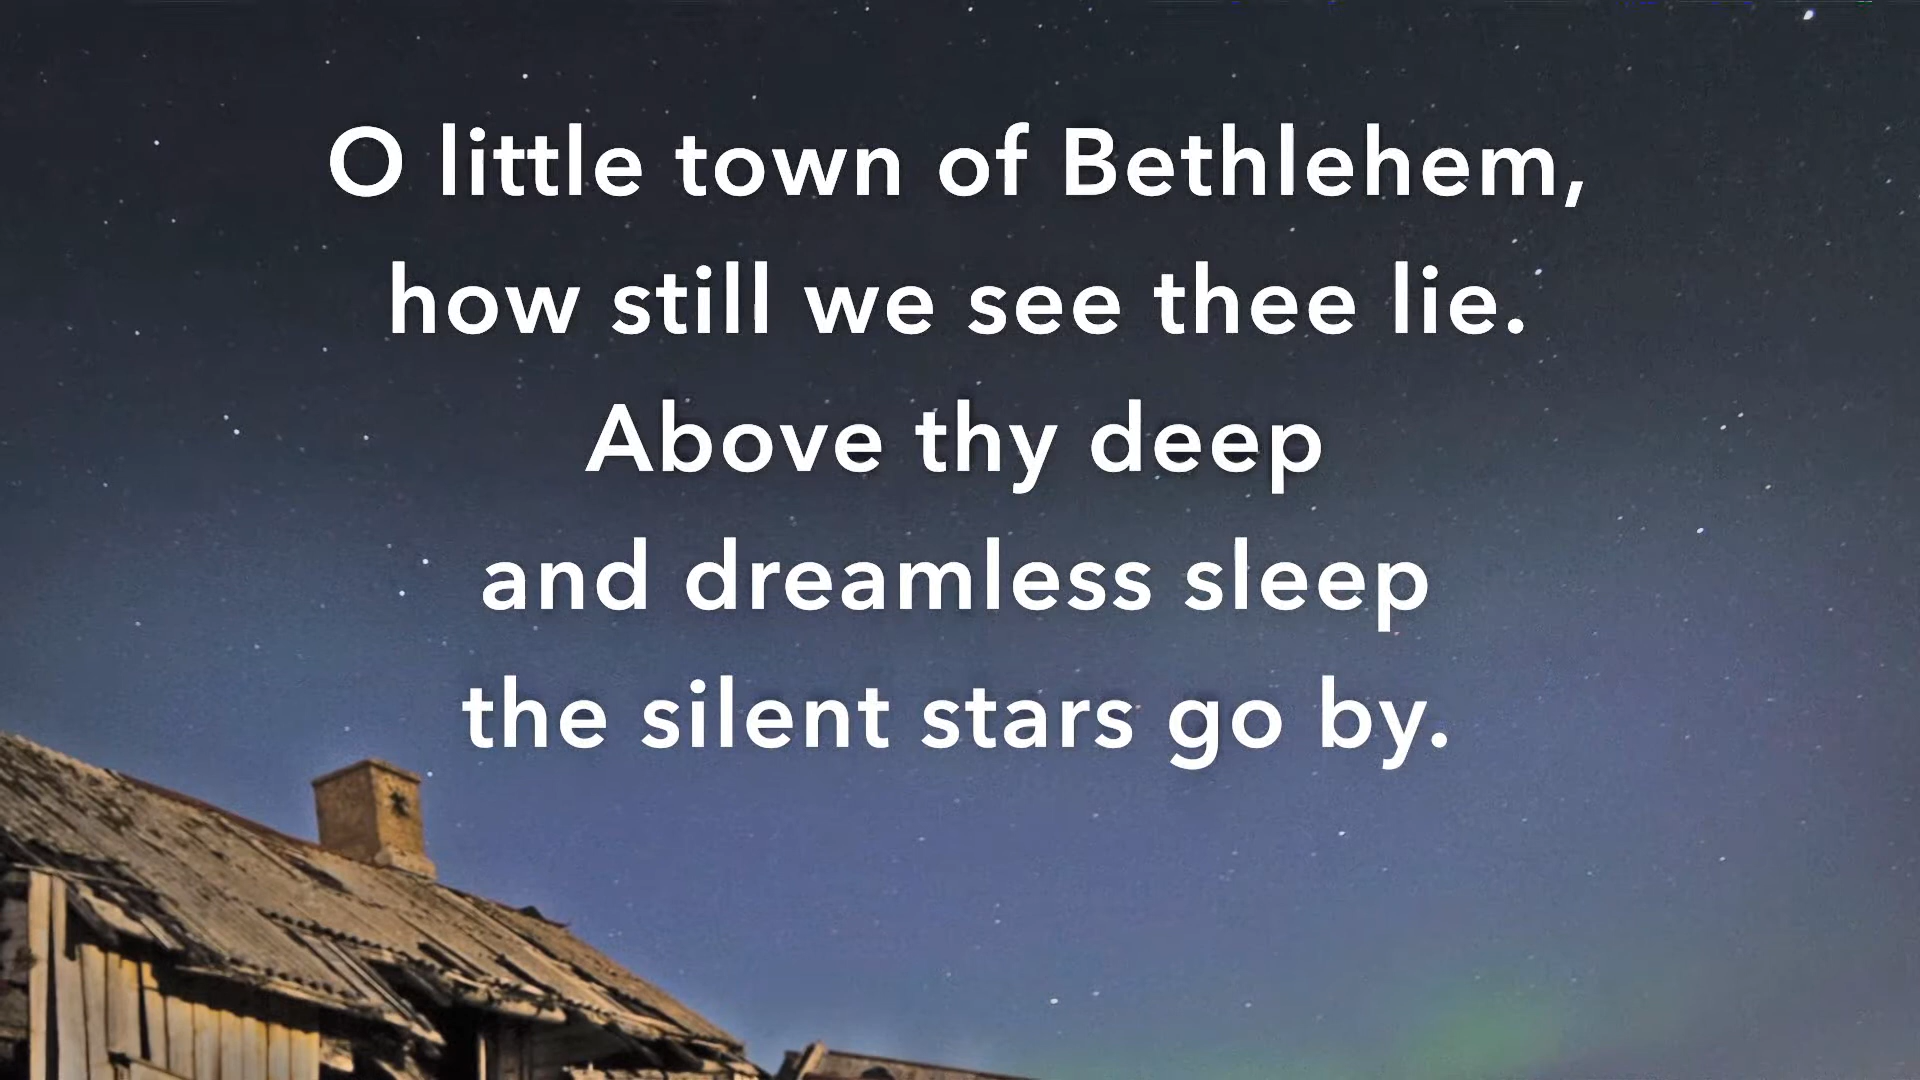 O little town of Bethlehem,
how still we see thee lie.
Above thy deep
and dreamless sleep
the silent stars go by.